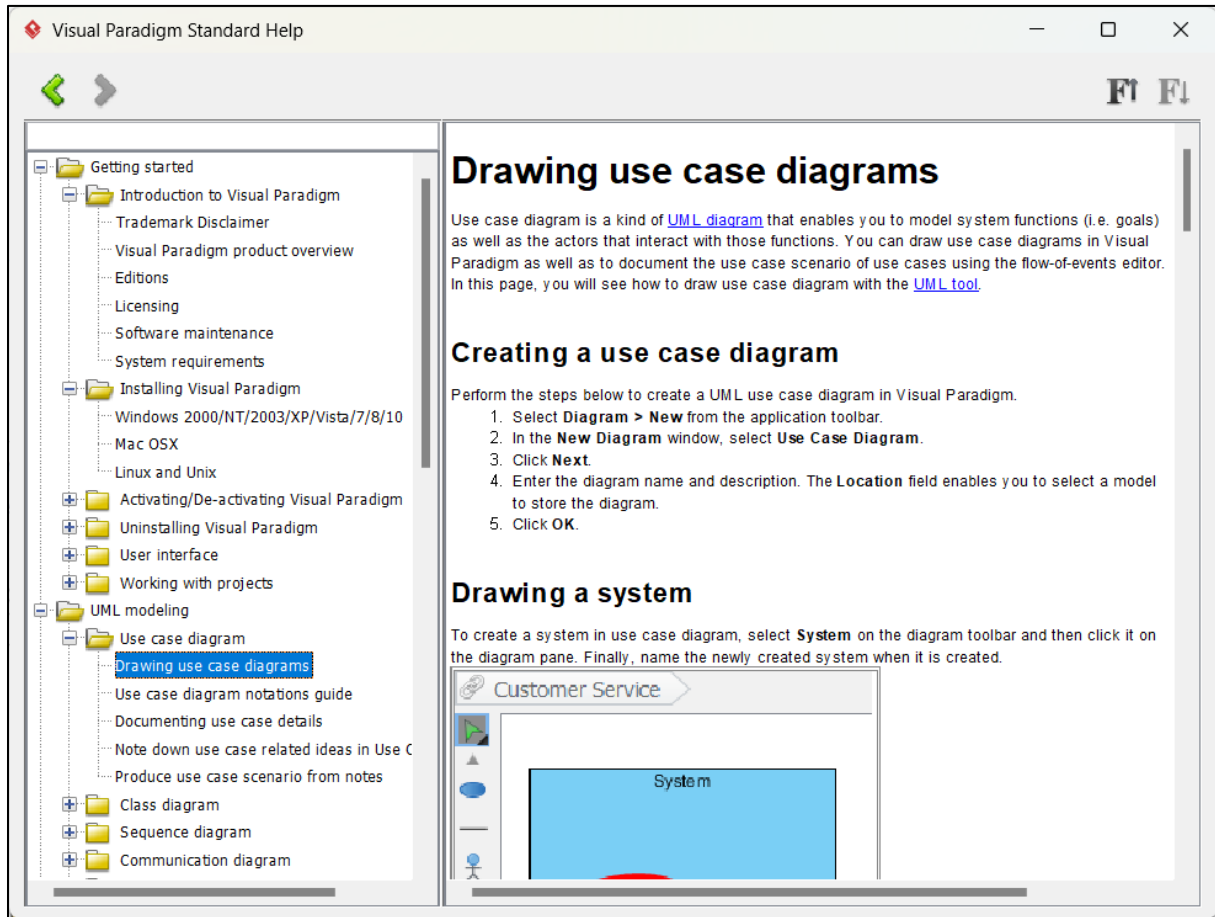 Visual Paradigm Standard Help
F↑ F↓
Getting started
Introduction to Visual Paradigm
Trademark Disclaimer
Visual Paradigm product overview
Editions
Licensing
Software maintenance
System requirements
Installing Visual Paradigm
Windows 2000/NT/2003/XP/Vista/7/8/10
Mac OSX
Linux and Unix
Activating/De-activating Visual Paradigm
Uninstalling Visual Paradigm
User interface
Working with projects
UML modeling
Use case diagram
Drawing use case diagrams
Use case diagram notations guide
Documenting use case details
Note down use case related ideas in Use C
Produce use case scenario from notes
Class diagram
Sequence diagram
Communication diagram
Drawing use case diagrams
Use case diagram is a kind of UML diagram that enables you to model system functions (i.e. goals)
as well as the actors that interact with those functions. You can draw use case diagrams in Visual
Paradigm as well as to document the use case scenario of use cases using the flow-of-events editor.
In this page, you will see how to draw use case diagram with the UML tool.
Creating a use case diagram
Perform the steps below to create a UML use case diagram in Visual Paradigm.
1. Select Diagram > New from the application toolbar.
2. In the New Diagram window, select Use Case Diagram.
3. Click Next.
4. Enter the diagram name and description. The Location field enables you to select a model
to store the diagram.
5. Click OK.
Drawing a system
To create a system in use case diagram, select System on the diagram toolbar and then click it on
the diagram pane. Finally, name the newly created system when it is created.
Customer Service
System